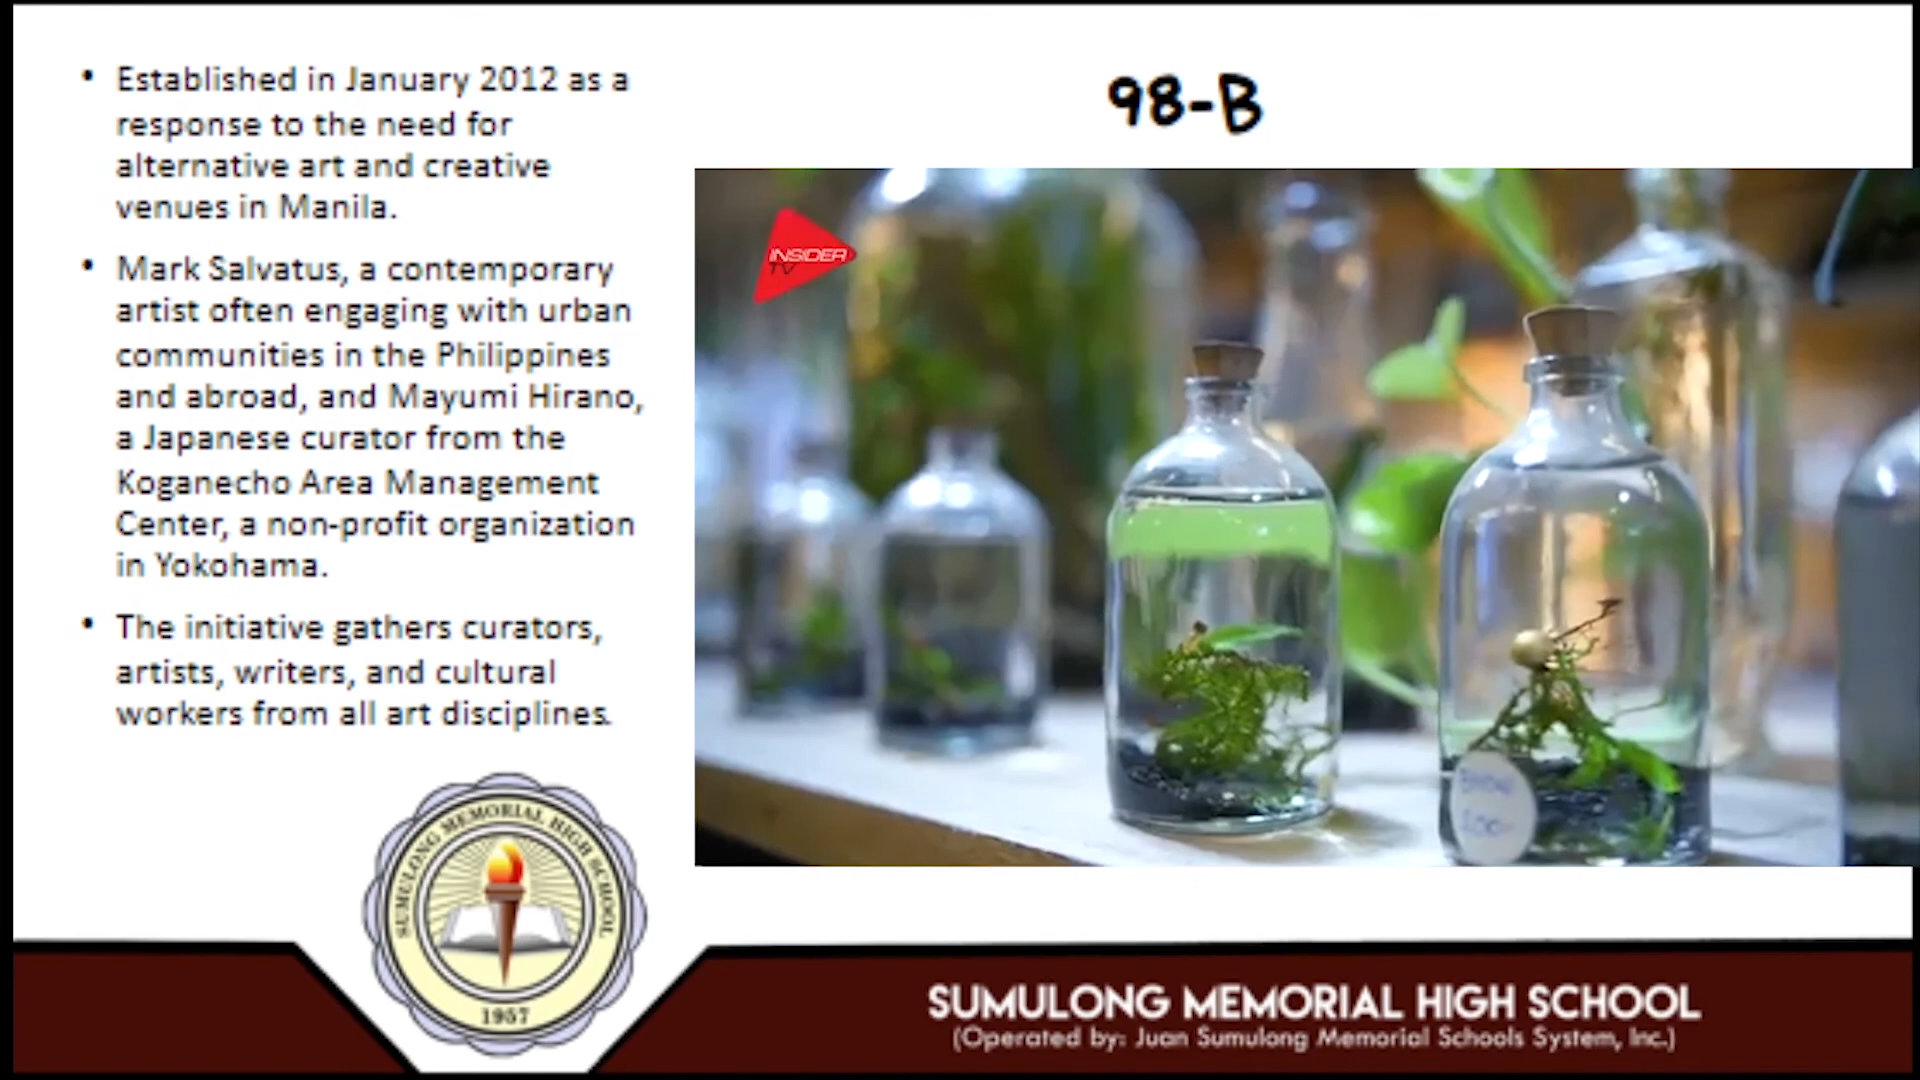 • Established in January 2012 as a
response to the need for
alternative art and creative
venues in Manila.
• Mark Salvatus, a contemporary
artist often engaging with urban
communities in the Philippines
and abroad, and Mayumi Hirano,
a Japanese curator from the
Koganecho Area Management
Center, a non-profit organization
in Yokohama.
• The initiative gathers curators,
artists, writers, and cultural
workers from all art disciplines.
98-B
INSIDER
TV
SUMULONG MEMORIAL HIGH SCHOOL
1957
SUMULONG MEMORIAL HIGH SCHOOL
(Operated by: Juan Sumulong Memorial Schools System, Inc.)